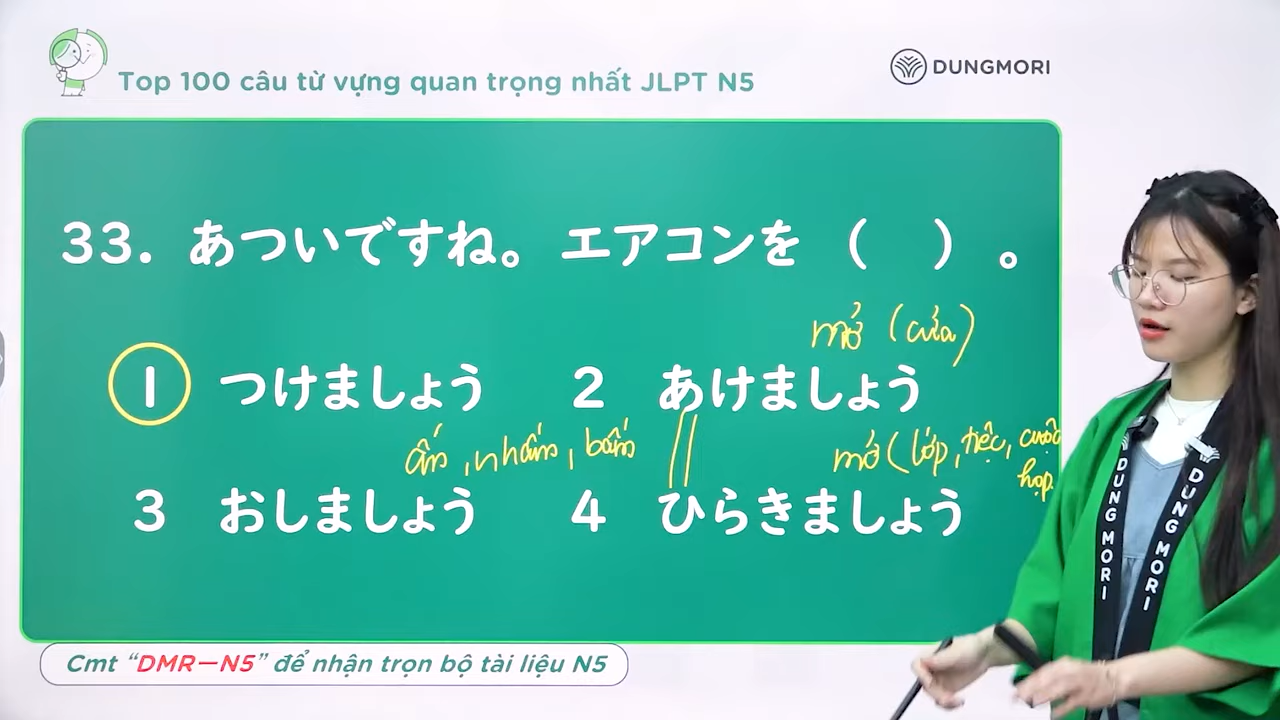 Top 100 câu từ vựng quan trọng nhất JLPT N5
DUNGMORI
33. あついですね。エアコンを（　）。
mở (cửa)
1 つけましょう 2 あけましょう
ấn, nhấn, bấm
mở (lớp, tiệc, cuộc
họp
3 おしましょう 4 ひらきましょう
DUNG MORI
DUNG MORI
Cmt “DMR—N5” để nhận trọn bộ tài liệu N5